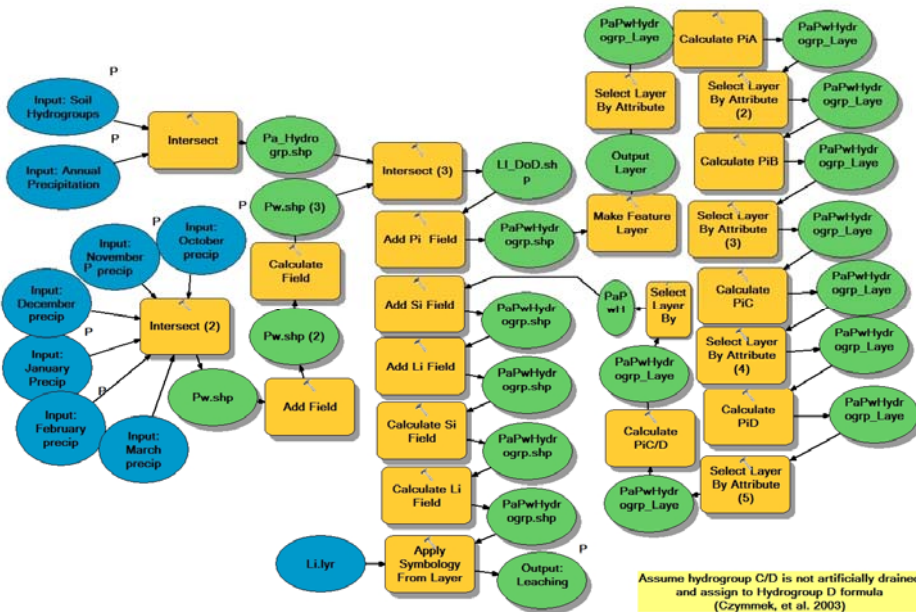 P
Input: Soil
Hydrogroups
Intersect
P
Input: Annual
Precipitation
Pa_Hydro
grp.shp
Intersect (3)
LI_DoD.sh
p
P
Pw.shp (3)
Add Pi Field
PaPwHydr
ogrp.shp
P
Input:
November
precip
P
Input:
October
precip
Calculate
Field
Input:
December
precip
Intersect (2)
P
Input:
January
Precip
Pw.shp (2)
P
Input:
February
precip
Input:
March
precip
Pw.shp
Add Field
Add Si Field
PaPwHydr
ogrp.shp
Add Li Field
PaPwHydr
ogrp.shp
Calculate Si
Field
PaPwHydr
ogrp.shp
Calculate Li
Field
PaPwHydr
ogrp.shp
Li.lyr
Apply
Symbology
From Layer
P
Output:
Leaching
PaPwHydr
ogrp_Laye
Calculate PiA
PaPwHydr
ogrp_Laye
Select Layer
By Attribute
Select Layer
By Attribute
(2)
PaPwHydr
ogrp_Laye
Output
Layer
Calculate PiB
PaPwHydr
ogrp_Laye
Make Feature
Layer
Select Layer
By Attribute
(3)
PaPwHydr
ogrp_Laye
PaP
wH
Select
Layer
By
Calculate
PiC
PaPwHydr
ogrp_Laye
PaPwHydr
ogrp_Laye
Select Layer
By Attribute
(4)
PaPwHydr
ogrp_Laye
Calculate
PiC/D
Calculate
PiD
PaPwHydr
ogrp_Laye
PaPwHydr
ogrp_Laye
Select Layer
By Attribute
(5)
Assume hydrogroup C/D is not artificially drained
and assign to Hydrogroup D formula
(Czymmek, et al. 2003)